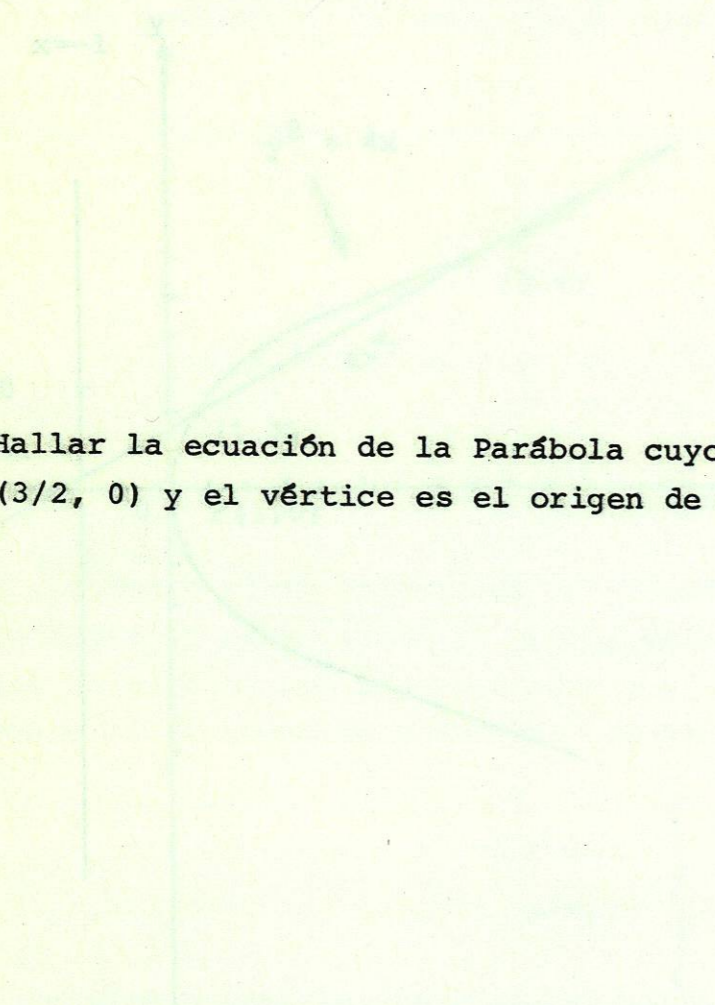 Hallar la ecuación de la Parábola cuyo
(3/2, 0) y el vértice es el origen de